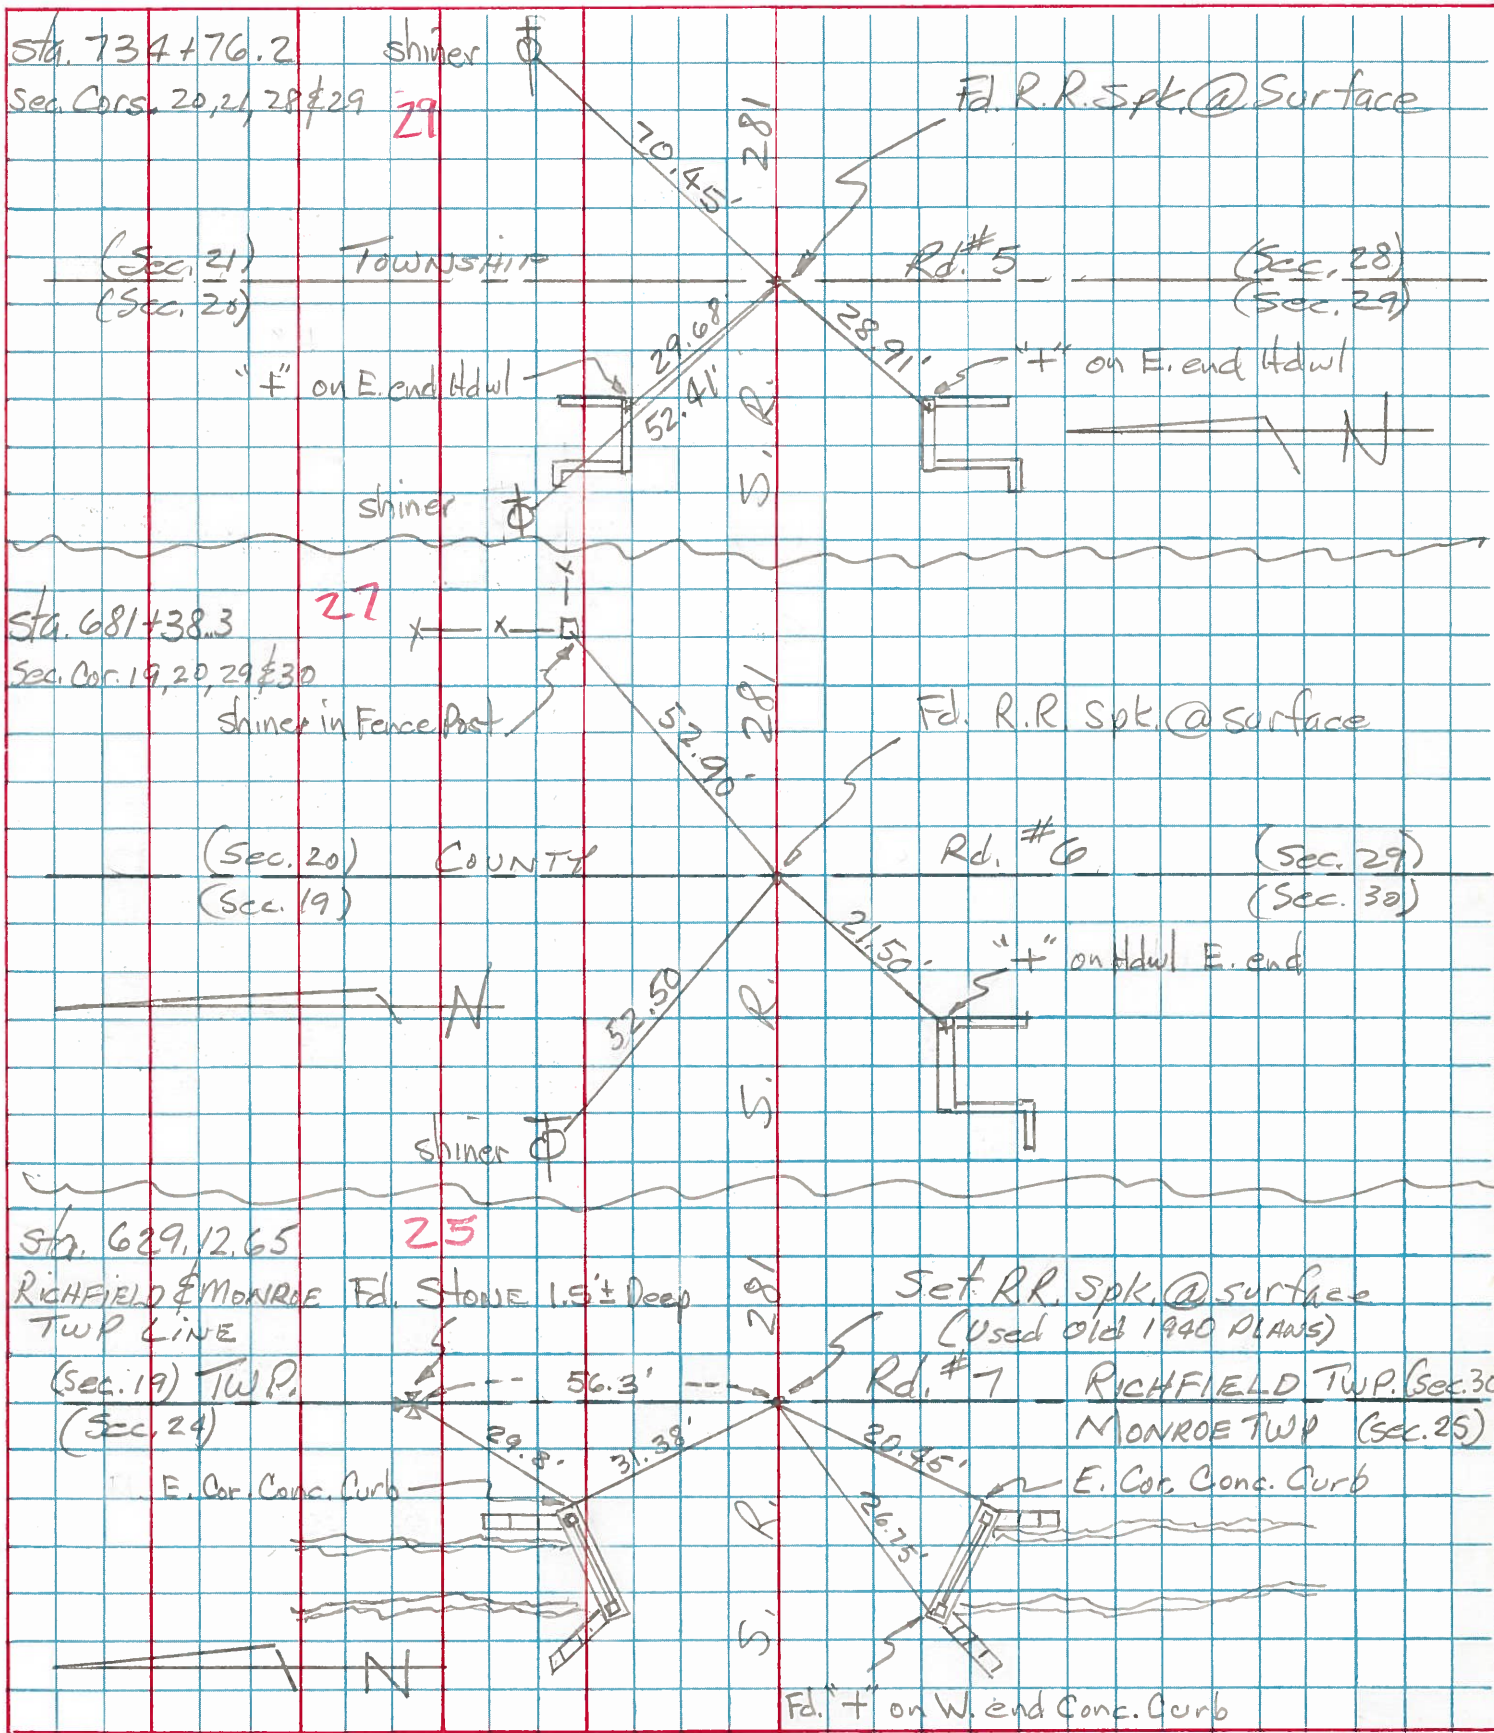 Sta. 734+76.2
shiner
Sec. Cors. 20, 21, 28 & 29
29
Fd. R.R. Spk. @ Surface
70.45'
S. R. 281
(Sec. 21) TOWNSHIP Rd. #5 (Sec. 28)
(Sec. 20) (Sec. 29)
29.68'
52.41'
28.91'
"+" on E. end Hdwl
"+" on E. end Hdwl
N
shiner
Sta. 681+38.3
27
Sec. Cor. 19, 20, 29 & 30
shiner in Fence Post
Fd. R.R. Spk. @ surface
52.90'
S. R. 281
(Sec. 20) COUNTY Rd. #6 (Sec. 29)
(Sec. 19) (Sec. 30)
21.50'
"+" on Hdwl E. end
52.50
N
shiner
Sta. 629.12.65
25
RICHFIELD & MONROE
TWP LINE
Fd. STONE 1.5'± Deep
Set RR. Spk. @ surface
(Used Old 1940 PLANS)
S. R. 281
(Sec. 19) TWP. 56.3' Rd. #7 RICHFIELD TWP. (Sec. 30
(Sec. 24) MONROE TWP (Sec. 25)
29.8'
31.38'
20.45'
26.75'
E. Cor. Conc. Curb
E. Cor. Conc. Curb
N
Fd. "+" on W. end Conc. Curb